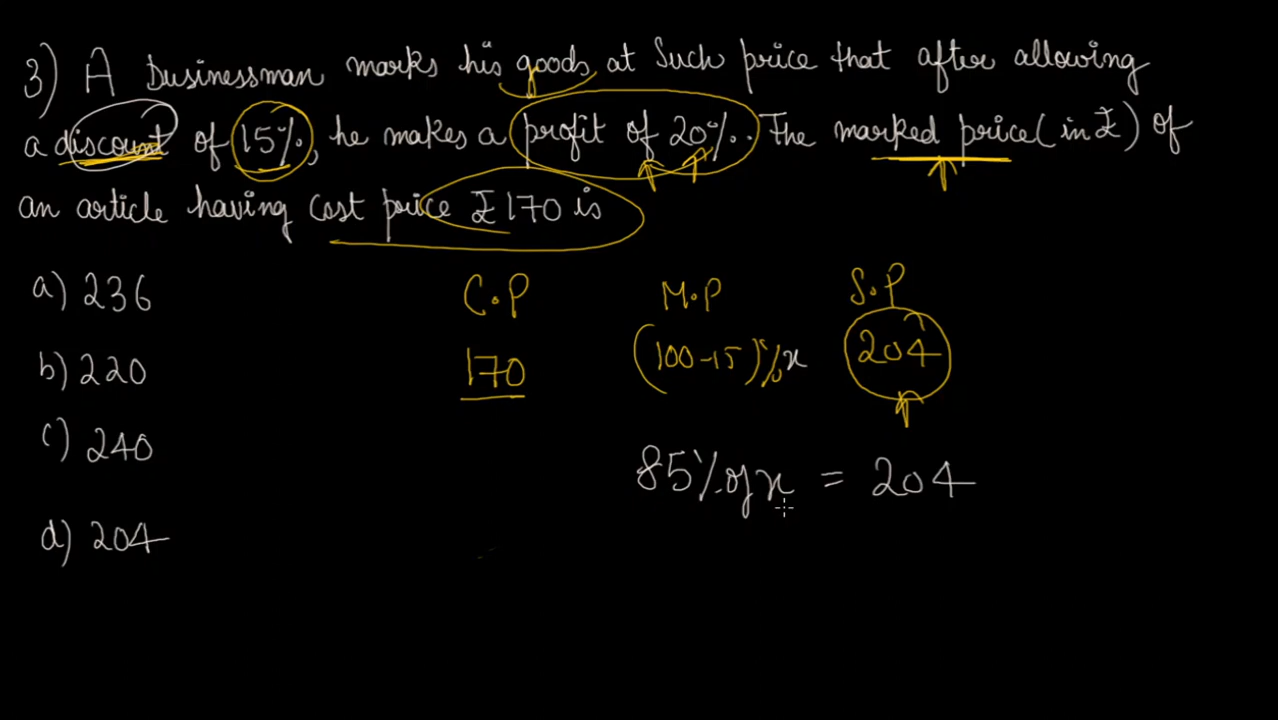 3) A businessman marks his goods at such price that after allowing
a discount of 15%, he makes a profit of 20%. The marked price (in ₹) of
an article having cost price ₹170 is
a) 236
C.P
M.P
S.P
170
(100-15)%x
204
b) 220
c) 240
85% of x = 204
d) 204